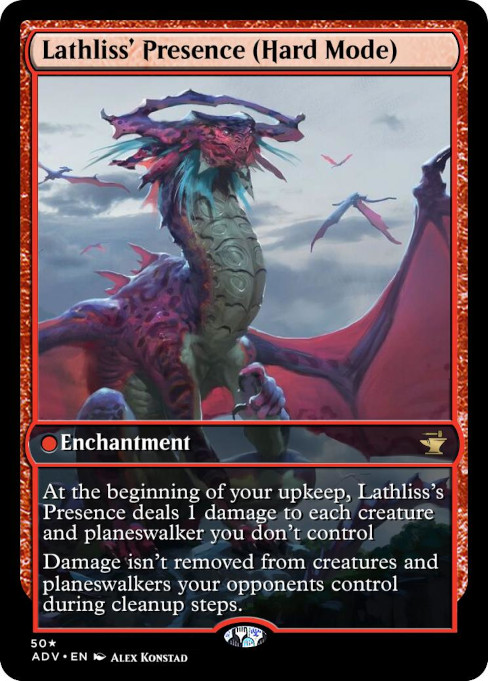 Lathliss' Presence (Hard Mode)
Enchantment
At the beginning of your upkeep, Lathliss's
Presence deals 1 damage to each creature
and planeswalker you don't control
Damage isn't removed from creatures and
planeswalkers your opponents control
during cleanup steps.
50★
ADV • EN Alex Konstad